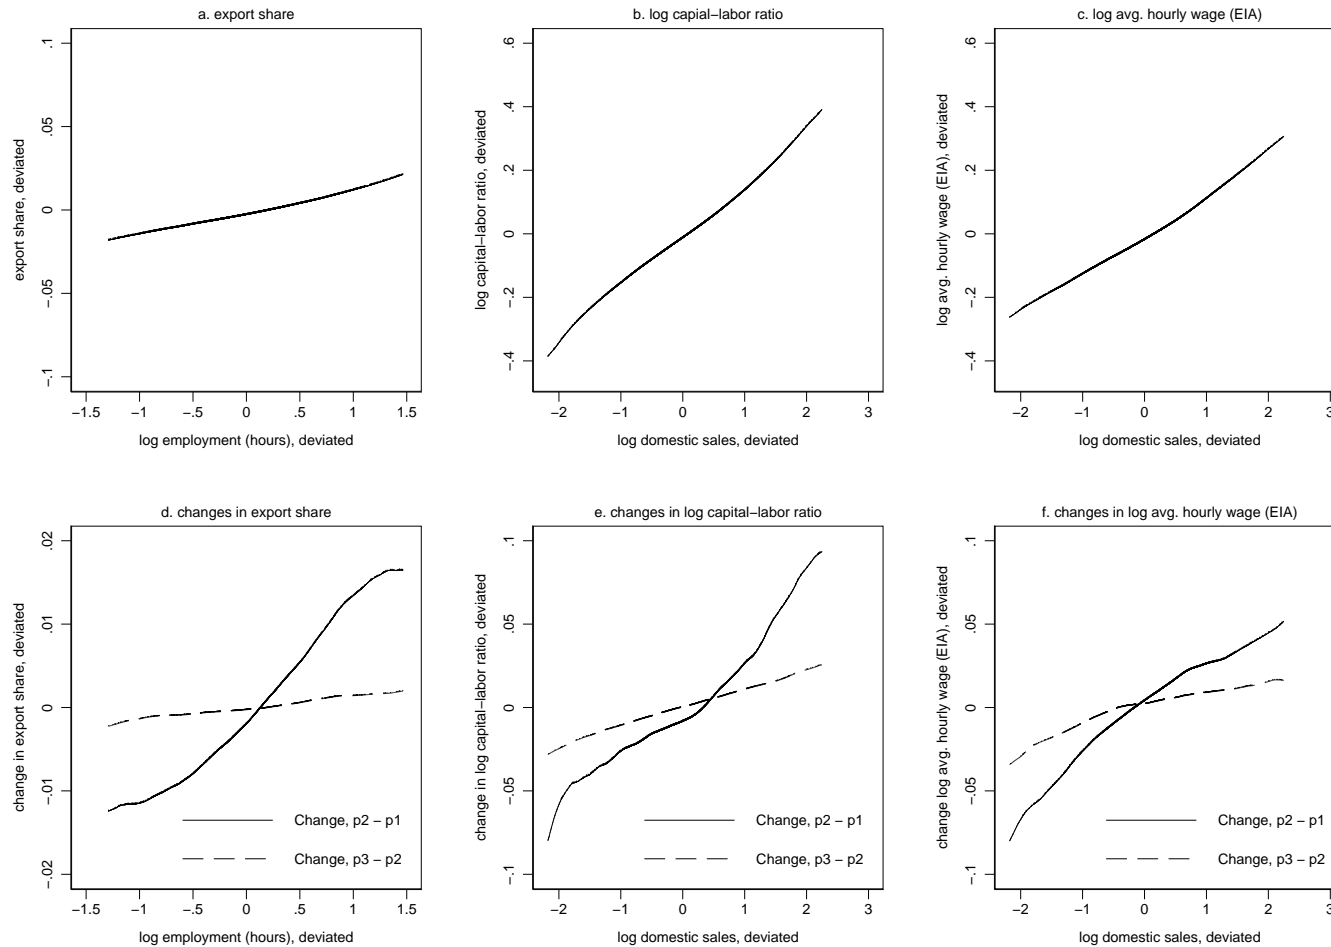 a. export share
export share, deviated
.1
.05
0
−.05
−.1
−1.5 −1 −.5 0 .5 1 1.5
log employment (hours), deviated
b. log capial−labor ratio
log capital−labor ratio, deviated
.6
.4
.2
0
−.2
−.4
−2 −1 0 1 2 3
log domestic sales, deviated
c. log avg. hourly wage (EIA)
log avg. hourly wage (EIA), deviated
.6
.4
.2
0
−.2
−.4
−2 −1 0 1 2 3
log domestic sales, deviated
d. changes in export share
change in export share, deviated
.02
.01
0
−.01
−.02
Change, p2 − p1
Change, p3 − p2
−1.5 −1 −.5 0 .5 1 1.5
log employment (hours), deviated
e. changes in log capital−labor ratio
change in log capital−labor ratio, deviated
.1
.05
0
−.05
−.1
Change, p2 − p1
Change, p3 − p2
−2 −1 0 1 2 3
log domestic sales, deviated
f. changes in log avg. hourly wage (EIA)
change log avg. hourly wage (EIA), deviated
.1
.05
0
−.05
−.1
Change, p2 − p1
Change, p3 − p2
−2 −1 0 1 2 3
log domestic sales, deviated